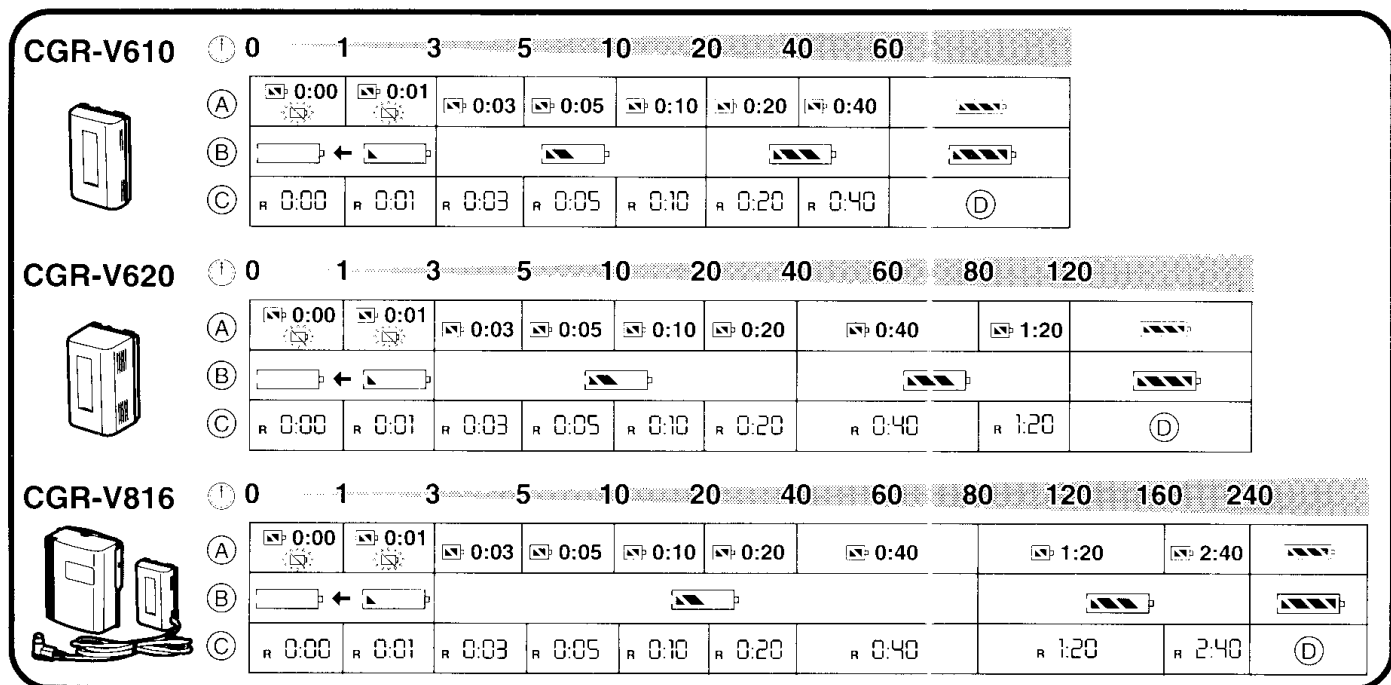 CGR-V610 0 1 3 5 10 20 40 60
A 0:00 0:01 0:03 0:05 0:10 0:20 0:40
B
C R 0:00 R 0:01 R 0:03 R 0:05 R 0:10 R 0:20 R 0:40 D
CGR-V620 0 1 3 5 10 20 40 60 80 120
A 0:00 0:01 0:03 0:05 0:10 0:20 0:40 1:20
B
C R 0:00 R 0:01 R 0:03 R 0:05 R 0:10 R 0:20 R 0:40 R 1:20 D
CGR-V816 0 1 3 5 10 20 40 60 80 120 160 240
A 0:00 0:01 0:03 0:05 0:10 0:20 0:40 1:20 2:40
B
C R 0:00 R 0:01 R 0:03 R 0:05 R 0:10 R 0:20 R 0:40 R 1:20 R 2:40 D